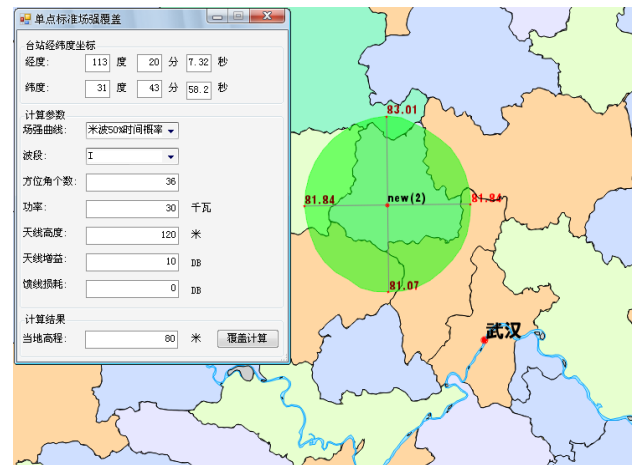 单点标准场强覆盖
台站经纬度坐标
经度: 113 度 20 分 7.32 秒
纬度: 31 度 43 分 58.2 秒
计算参数
场强曲线: 米波50%时间概率
波段: I
方位角个数: 36
功率: 30 千瓦
天线高度: 120 米
天线增益: 10 DB
馈线损耗: 0 DB
计算结果
当地高程: 80 米 覆盖计算
83.01
81.84 new(2) 81.84
81.07
武汉